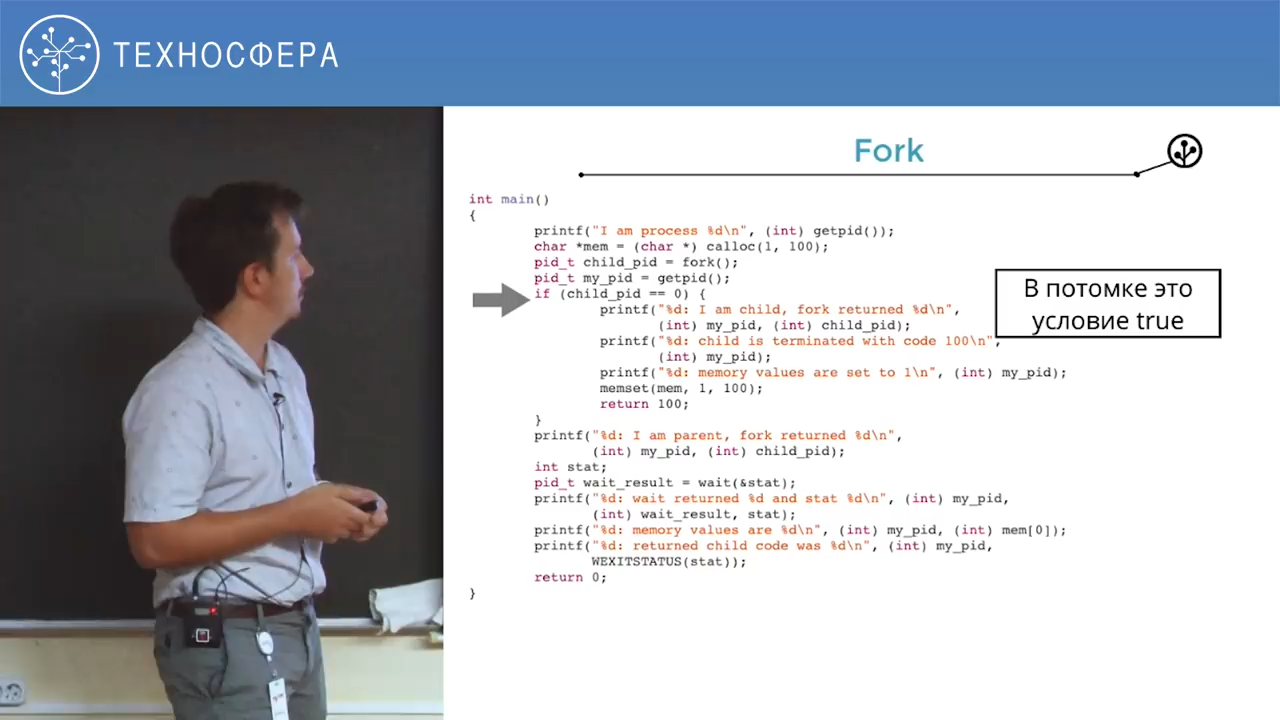 ТЕХНОСФЕРА
Fork
int main()
{
printf("I am process %d\n", (int) getpid());
char *mem = (char *) calloc(1, 100);
pid_t child_pid = fork();
pid_t my_pid = getpid();
if (child_pid == 0) {
printf("%d: I am child, fork returned %d\n",
(int) my_pid, (int) child_pid);
printf("%d: child is terminated with code 100\n",
(int) my_pid);
printf("%d: memory values are set to 1\n", (int) my_pid);
memset(mem, 1, 100);
return 100;
}
printf("%d: I am parent, fork returned %d\n",
(int) my_pid, (int) child_pid);
int stat;
pid_t wait_result = wait(&stat);
printf("%d: wait returned %d and stat %d\n", (int) my_pid,
(int) wait_result, stat);
printf("%d: memory values are %d\n", (int) my_pid, (int) mem[0]);
printf("%d: returned child code was %d\n", (int) my_pid,
WEXITSTATUS(stat));
return 0;
}
В потомке это
условие true